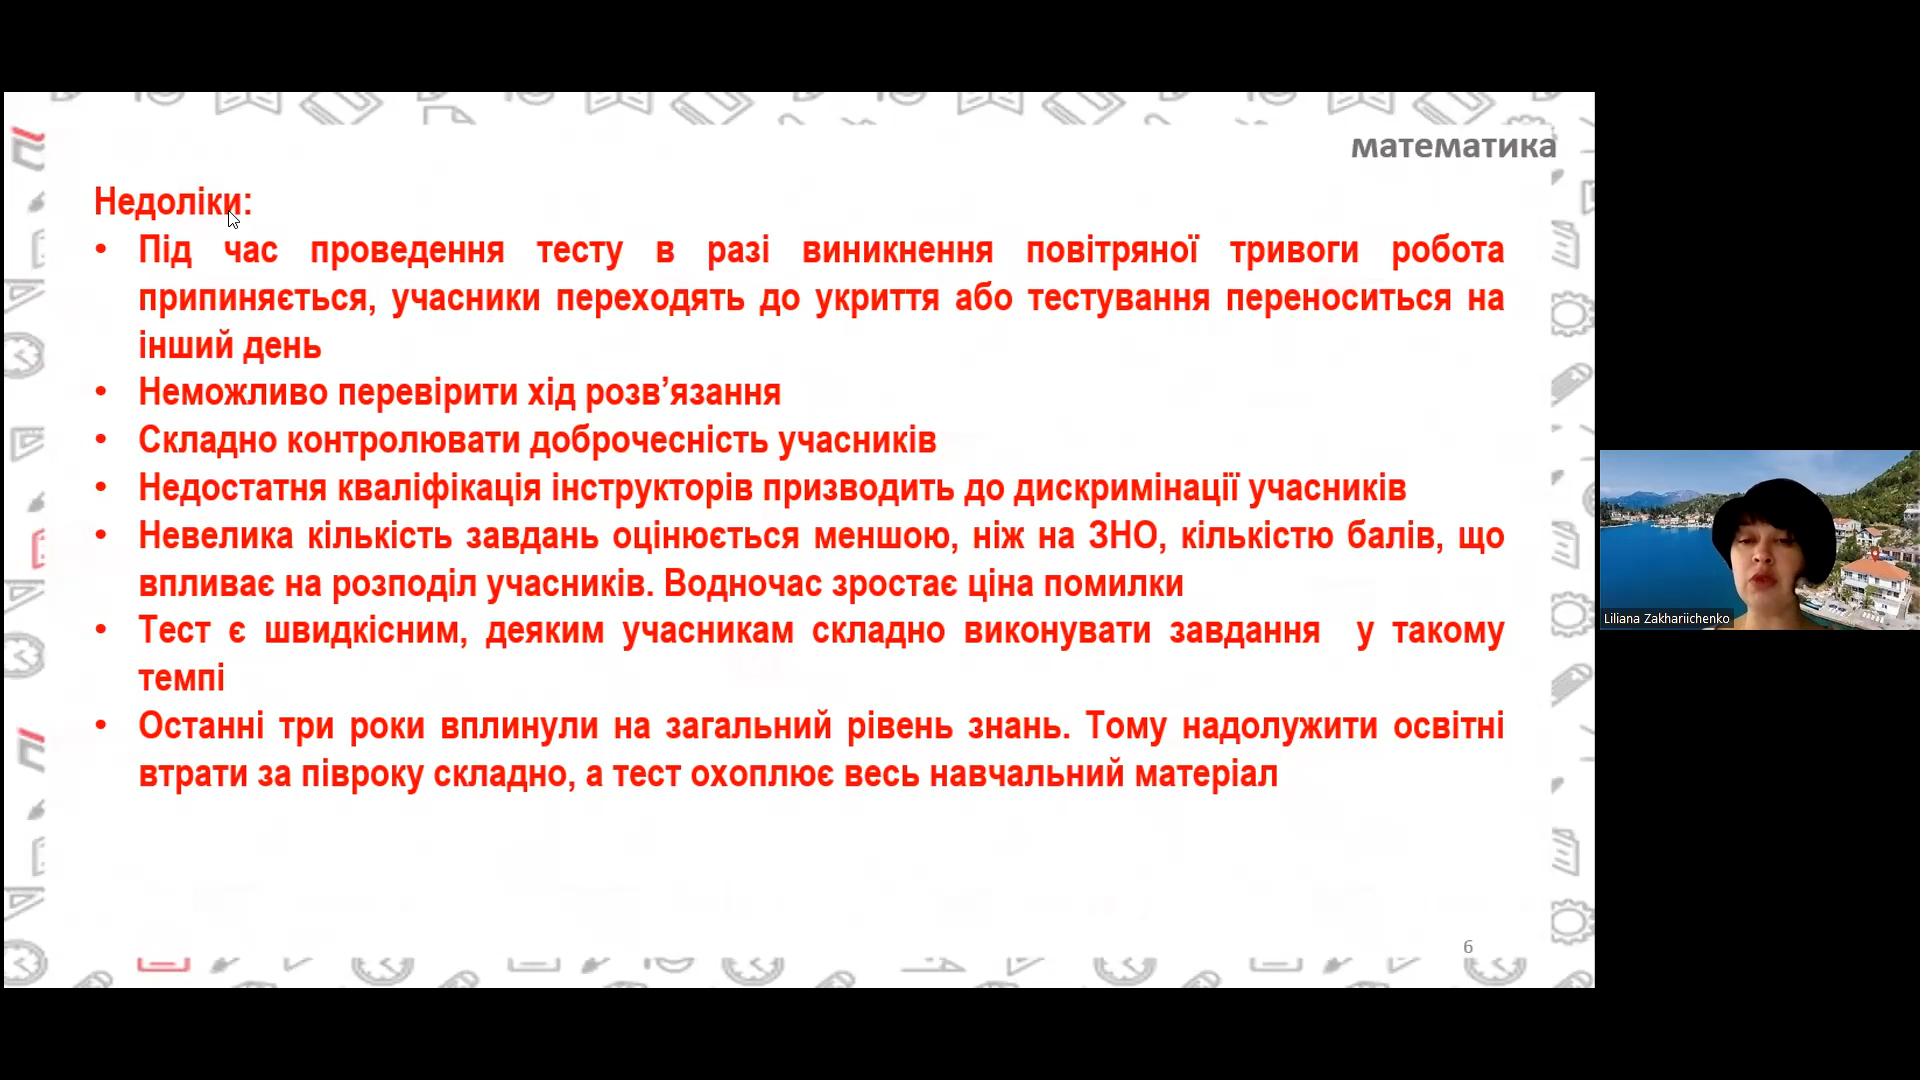 математика
Недоліки:
• Під час проведення тесту в разі виникнення повітряної тривоги робота
припиняється, учасники переходять до укриття або тестування переноситься на
інший день
• Неможливо перевірити хід розв’язання
• Складно контролювати доброчесність учасників
• Недостатня кваліфікація інструкторів призводить до дискримінації учасників
• Невелика кількість завдань оцінюється меншою, ніж на ЗНО, кількістю балів, що
впливає на розподіл учасників. Водночас зростає ціна помилки
• Тест є швидкісним, деяким учасникам складно виконувати завдання у такому
темпі
• Останні три роки вплинули на загальний рівень знань. Тому надолужити освітні
втрати за півроку складно, а тест охоплює весь навчальний матеріал
6
Liliana Zakhariichenko